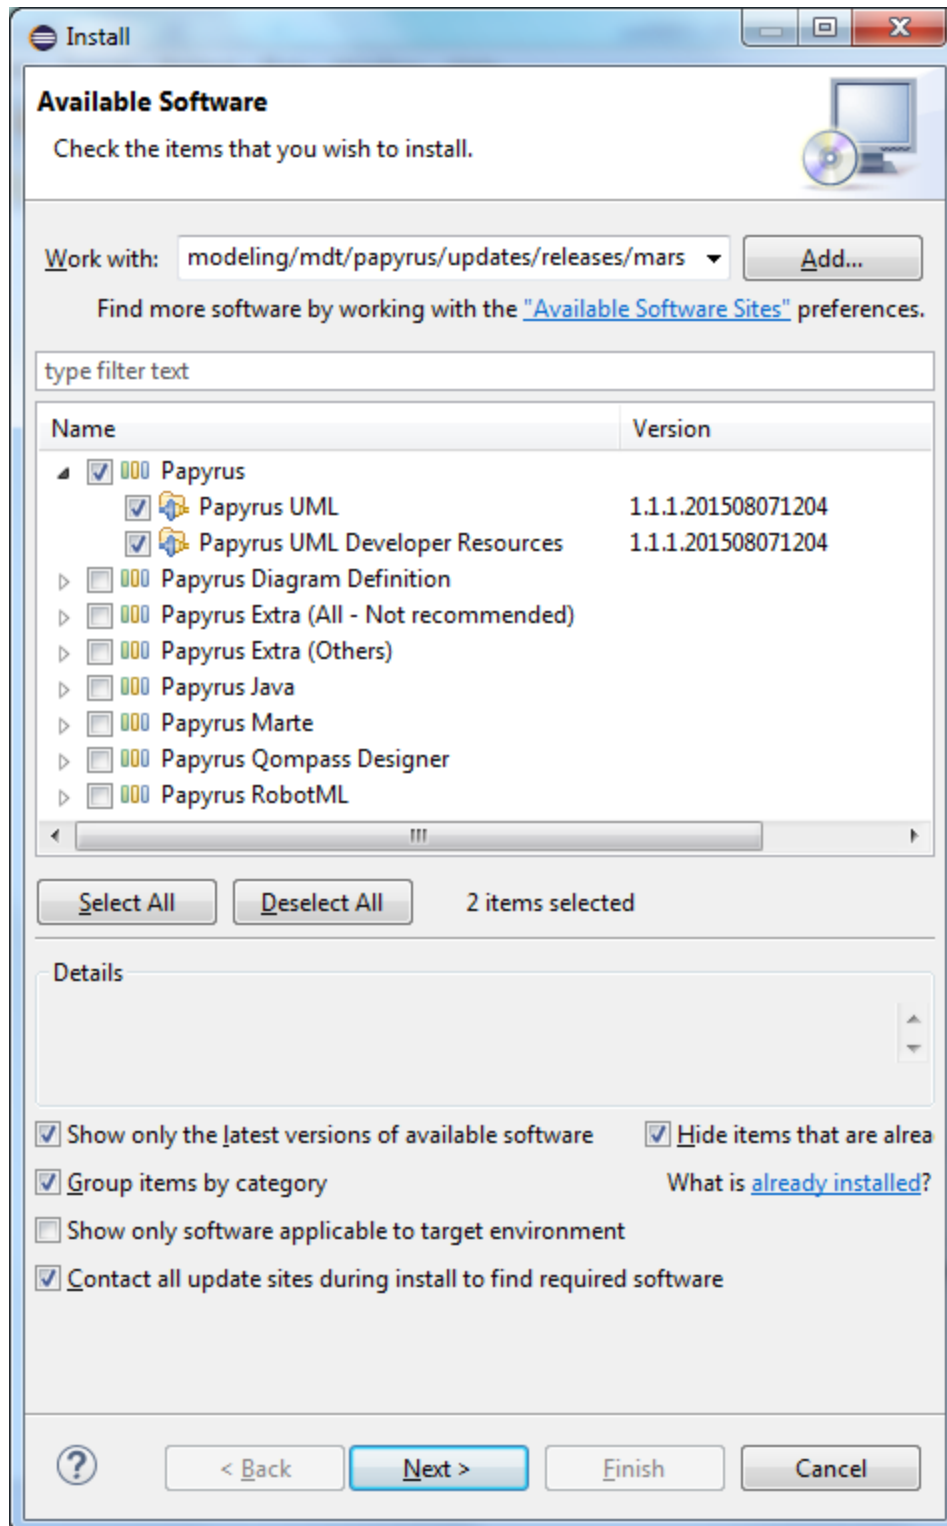 Install
Available Software
Check the items that you wish to install.
Work with: modeling/mdt/papyrus/updates/releases/mars Add...
Find more software by working with the "Available Software Sites" preferences.
type filter text
Name Version
Papyrus
Papyrus UML 1.1.1.201508071204
Papyrus UML Developer Resources 1.1.1.201508071204
Papyrus Diagram Definition
Papyrus Extra (All - Not recommended)
Papyrus Extra (Others)
Papyrus Java
Papyrus Marte
Papyrus Qompass Designer
Papyrus RobotML
Select All Deselect All 2 items selected
Details
Show only the latest versions of available software Hide items that are alrea
Group items by category What is already installed?
Show only software applicable to target environment
Contact all update sites during install to find required software
? < Back Next > Finish Cancel